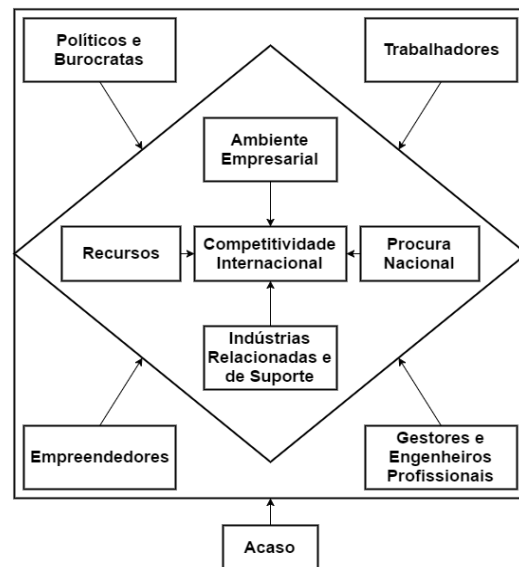 Políticos e
Burocratas
Trabalhadores
Ambiente
Empresarial
Recursos
Competitividade
Internacional
Procura
Nacional
Indústrias
Relacionadas e
de Suporte
Empreendedores
Gestores e
Engenheiros
Profissionais
Acaso